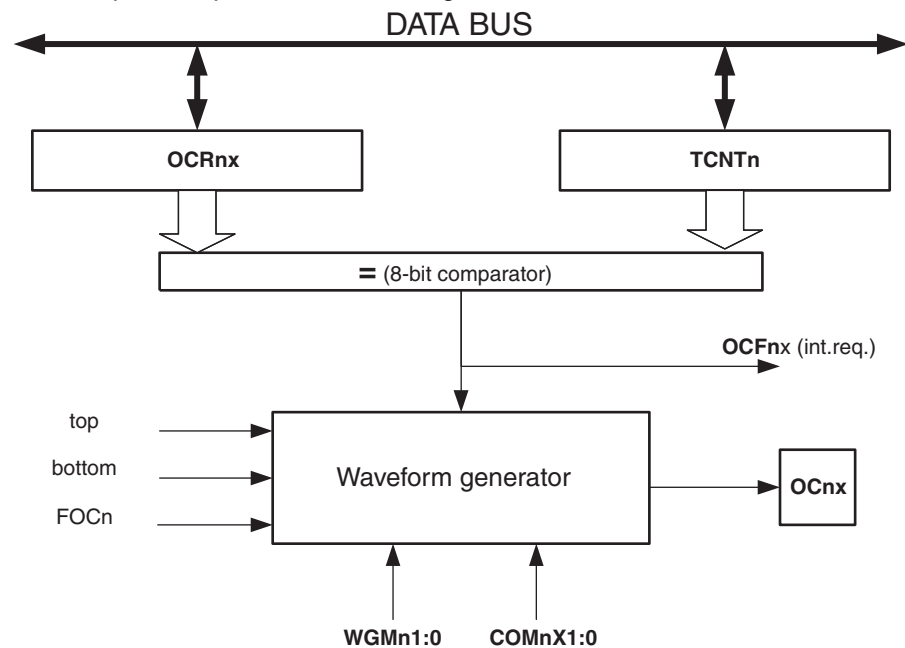 DATA BUS
OCRnx
TCNTn
= (8-bit comparator)
OCFnx (int.req.)
top
bottom
FOCn
Waveform generator
OCnx
WGMn1:0
COMnX1:0